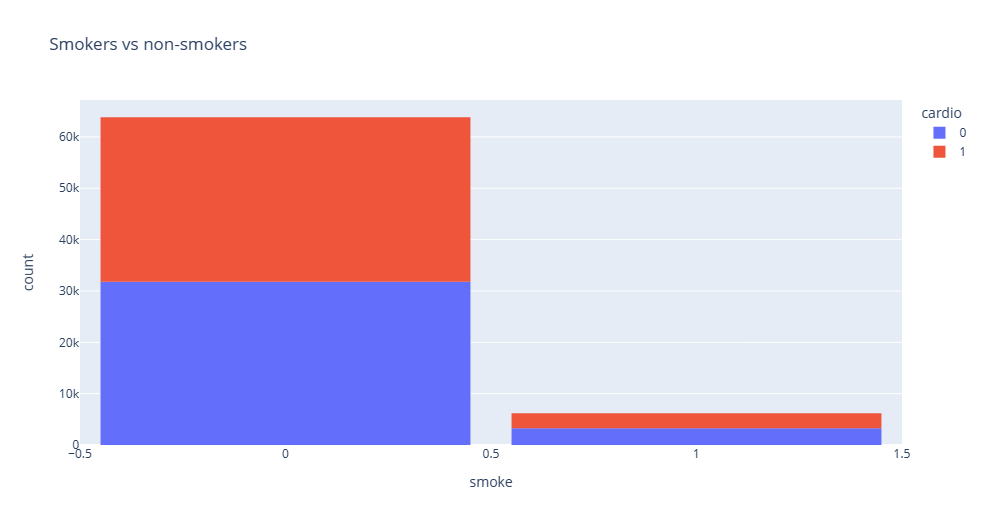 Smokers vs non-smokers
cardio
0
1
60k
50k
40k
30k
20k
10k
0
count
−0.5
0
0.5
1
1.5
smoke